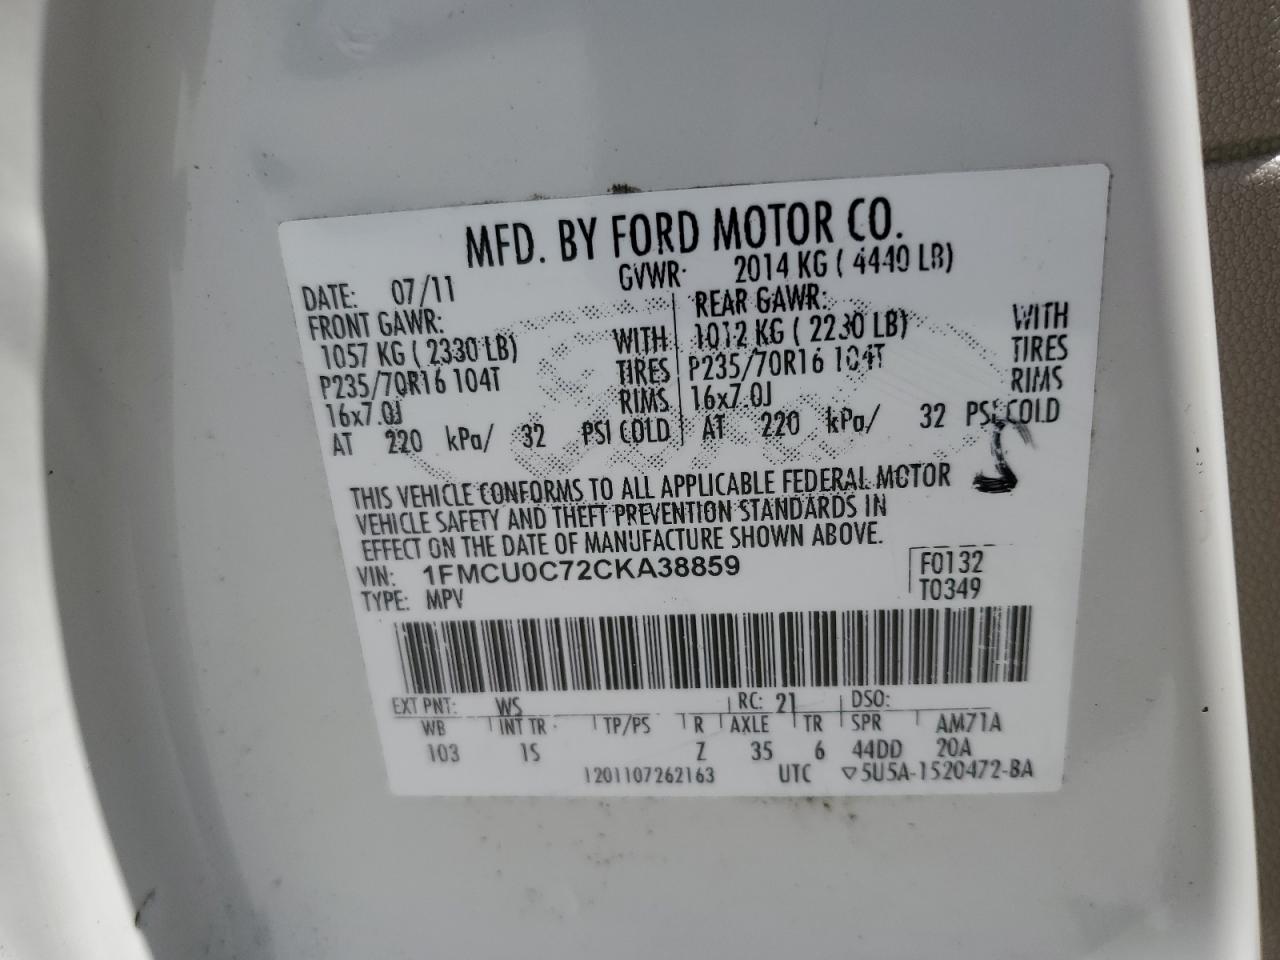 MFD. BY FORD MOTOR CO.
DATE: 07/11 GVWR: 2014 KG ( 4440 LB)
FRONT GAWR: REAR GAWR:
1057 KG ( 2330 LB) WITH 1012 KG ( 2230 LB) WITH
P235/70R16 104T TIRES P235/70R16 104T TIRES
16x7.0J RIMS 16x7.0J RIMS
AT 220 kPa/ 32 PSI COLD AT 220 kPa/ 32 PSI COLD
THIS VEHICLE CONFORMS TO ALL APPLICABLE FEDERAL MOTOR
VEHICLE SAFETY AND THEFT PREVENTION STANDARDS IN
EFFECT ON THE DATE OF MANUFACTURE SHOWN ABOVE.
VIN: 1FMCU0C72CKA38859 F0132
TYPE: MPV T0349
EXT PNT: WS RC: 21 DSO:
WB INT TR TP/PS R AXLE TR SPR AM71A
103 1S Z 35 6 44DD 20A
1201107262163 UTC ▽5U5A-1520472-BA